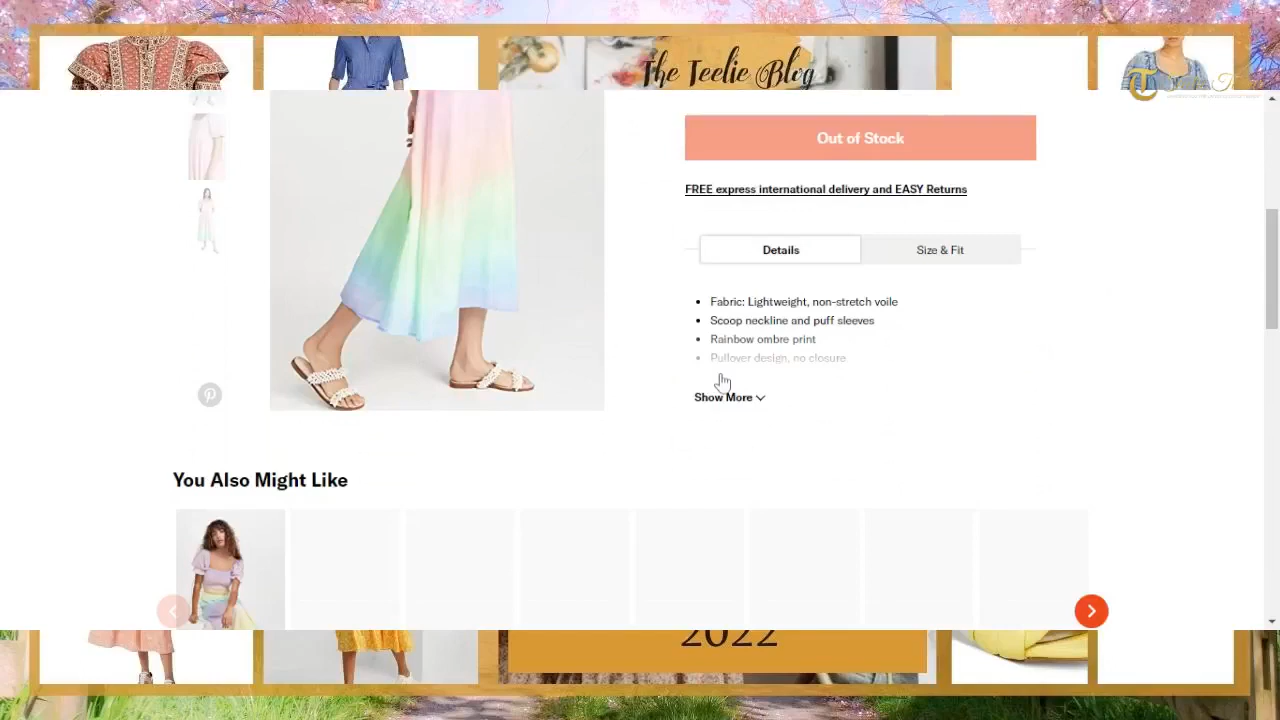 The Teelie Blog
Out of Stock
FREE express international delivery and EASY Returns
Details
Size & Fit
Fabric: Lightweight, non-stretch voile
Scoop neckline and puff sleeves
Rainbow ombre print
Pullover design, no closure
Show More
You Also Might Like
2022